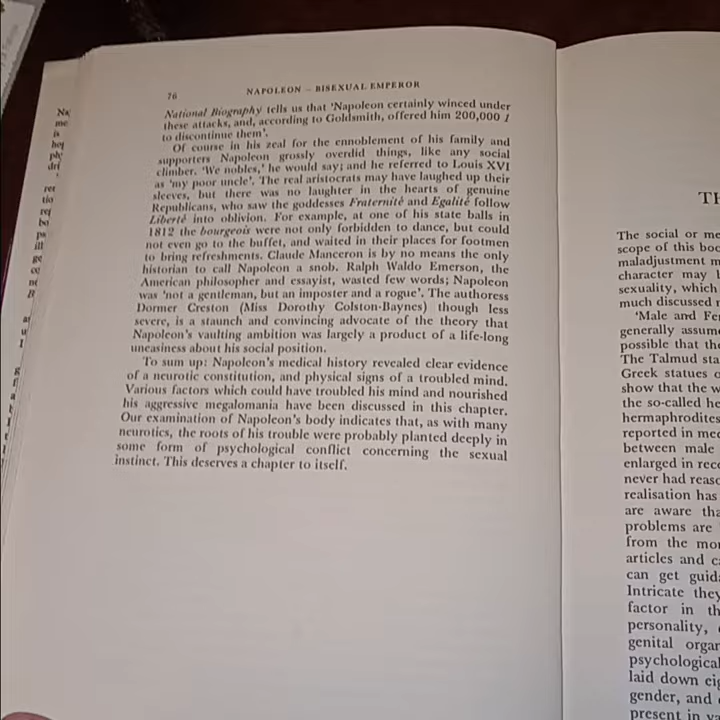 76
NAPOLEON – BISEXUAL EMPEROR
National Biography tells us that 'Napoleon certainly winced under
these attacks, and, according to Goldsmith, offered him 200,000 l
to discontinue them'.
Of course in his zeal for the ennoblement of his family and
supporters Napoleon grossly overdid things, like any social
climber. 'We nobles,' he would say; and he referred to Louis XVI
as 'my poor uncle'. The real aristocrats may have laughed up their
sleeves, but there was no laughter in the hearts of genuine
Republicans, who saw the goddesses Fraternité and Egalité follow
Liberté into oblivion. For example, at one of his state balls in
1812 the bourgeois were not only forbidden to dance, but could
not even go to the buffet, and waited in their places for footmen
to bring refreshments. Claude Manceron is by no means the only
historian to call Napoleon a snob. Ralph Waldo Emerson, the
American philosopher and essayist, wasted few words; Napoleon
was 'not a gentleman, but an imposter and a rogue'. The authoress
Dormer Creston (Miss Dorothy Colston-Baynes) though less
severe, is a staunch and convincing advocate of the theory that
Napoleon's vaulting ambition was largely a product of a life-long
uneasiness about his social position.
To sum up: Napoleon's medical history revealed clear evidence
of a neurotic constitution, and physical signs of a troubled mind.
Various factors which could have troubled his mind and nourished
his aggressive megalomania have been discussed in this chapter.
Our examination of Napoleon's body indicates that, as with many
neurotics, the roots of his trouble were probably planted deeply in
some form of psychological conflict concerning the sexual
instinct. This deserves a chapter to itself.
TH
The social or me
scope of this boo
maladjustment m
character may b
sexuality, which
much discussed
'Male and Fe
generally assum
possible that the
The Talmud sta
Greek statues o
show that the w
the so-called he
hermaphrodites
reported in med
between male
enlarged in rece
never had reaso
realisation has
are aware tha
problems are
from the mo
articles and c
can get guid
Intricate they
factor in th
personality,
genital orga
psychological
laid down eig
gender, and
present in va